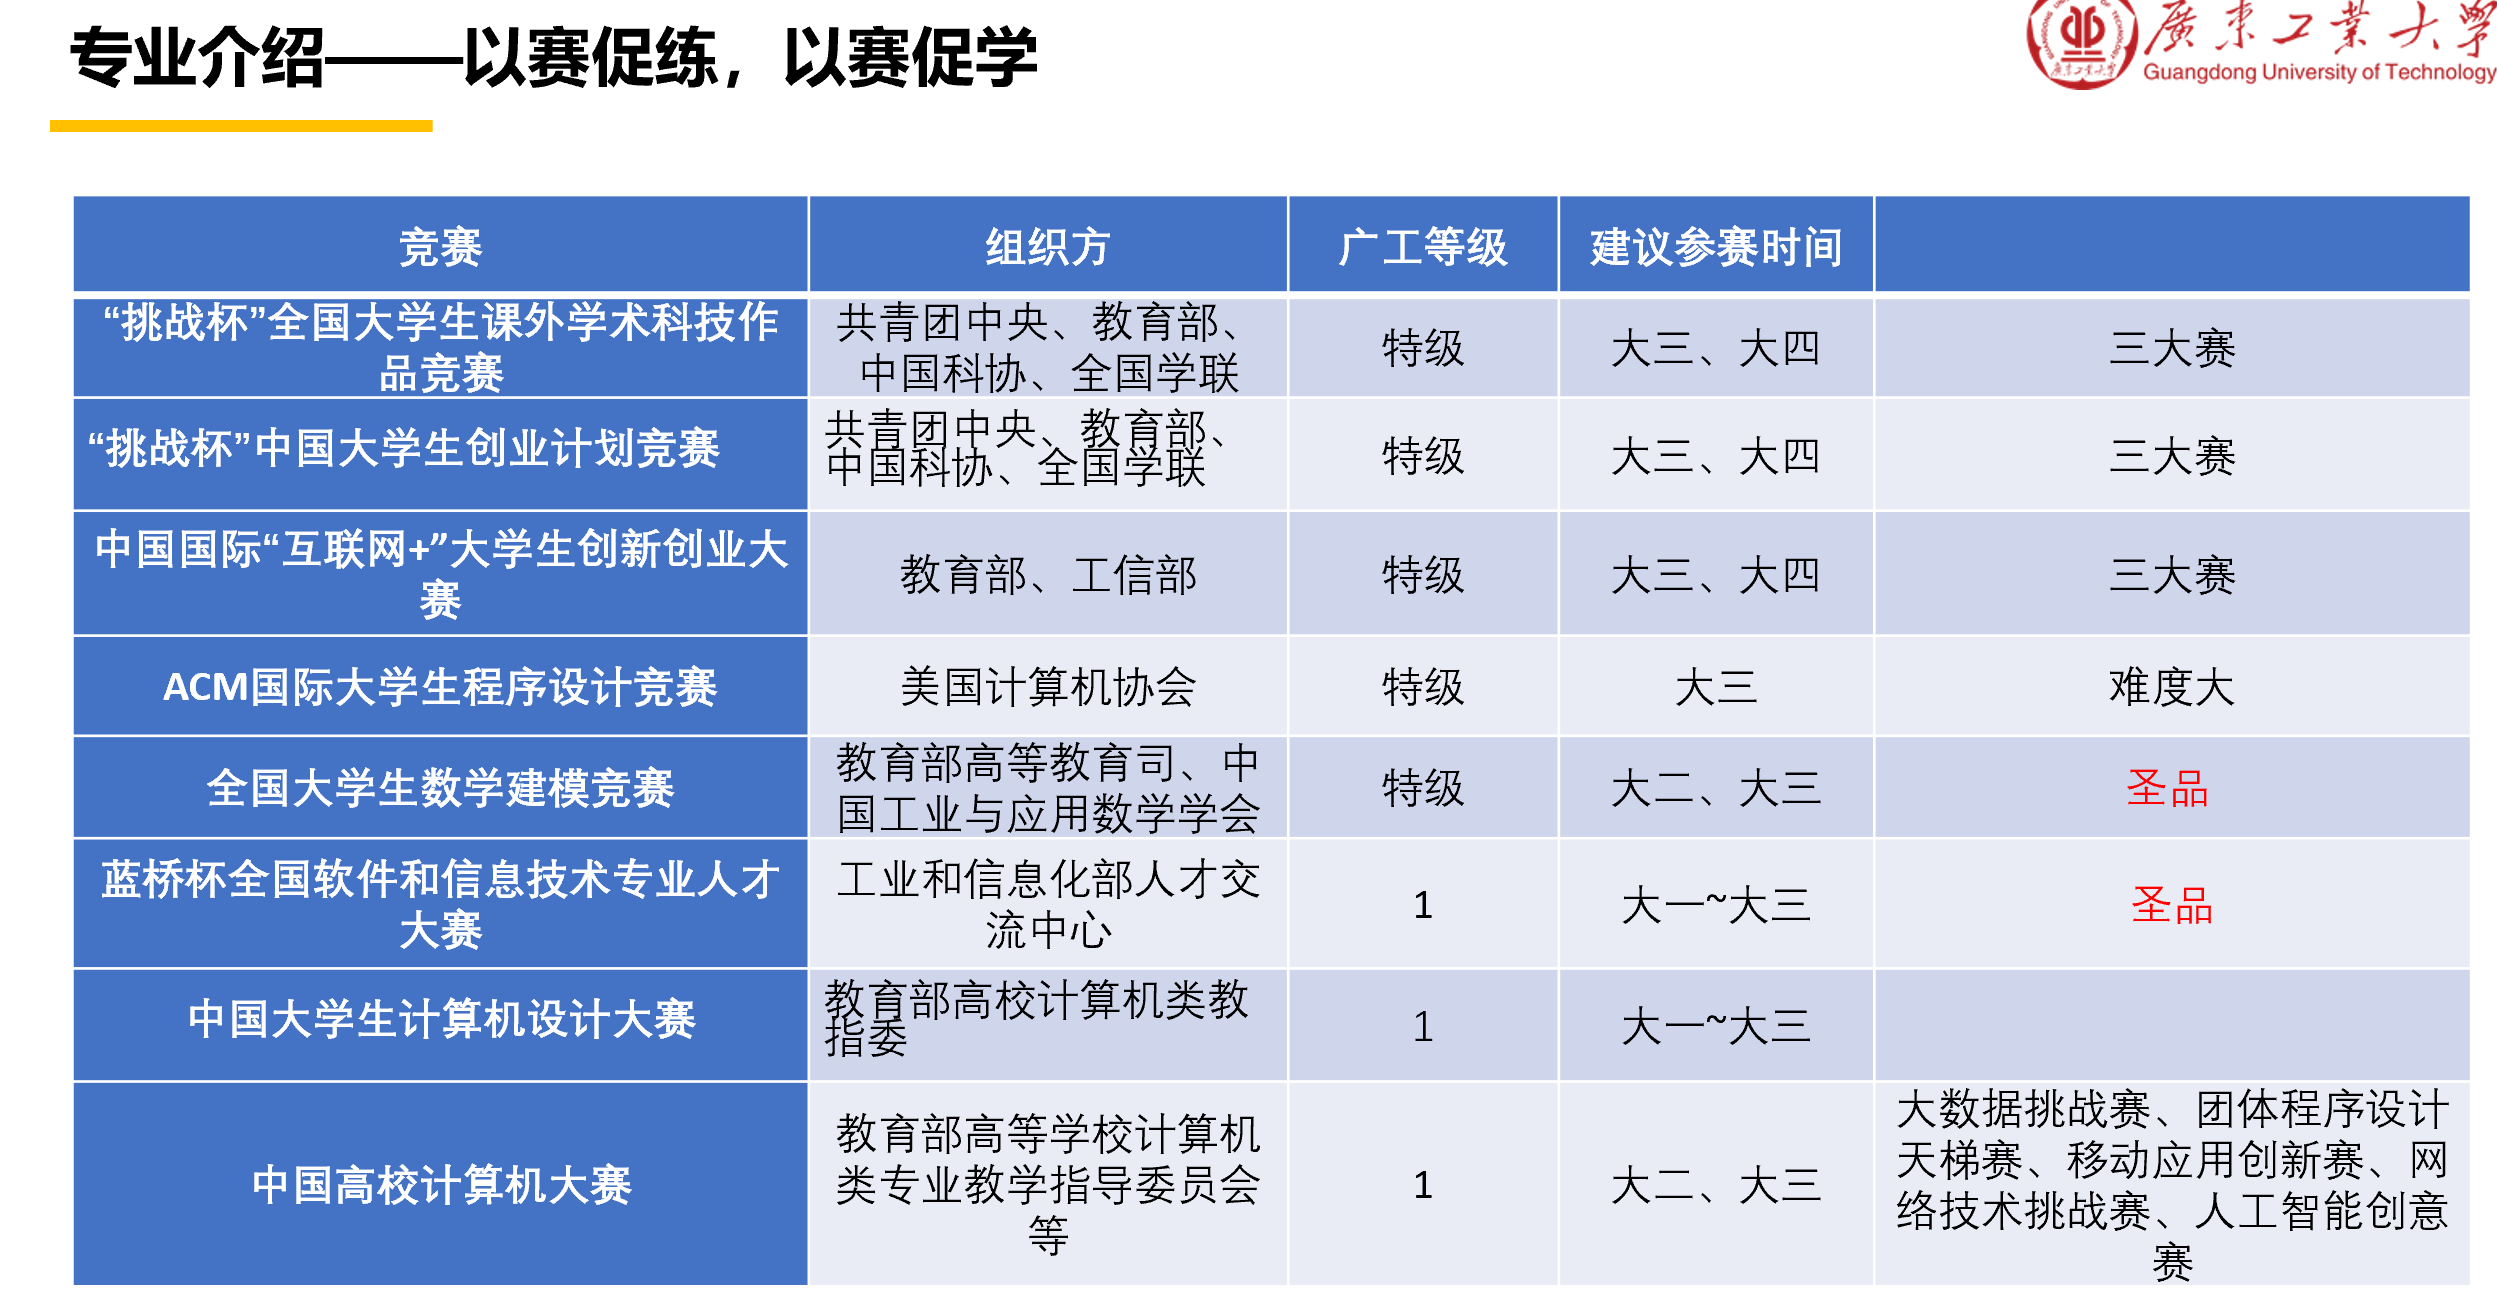 专业介绍——以赛促练，以赛促学
廣東工業大學
Guangdong University of Technology
竞赛
组织方
广工等级
建议参赛时间
“挑战杯”全国大学生课外学术科技作
品竞赛
共青团中央、教育部、
中国科协、全国学联
特级
大三、大四
三大赛
“挑战杯”中国大学生创业计划竞赛
共青团中央、教育部、
中国科协、全国学联
特级
大三、大四
三大赛
中国国际“互联网+”大学生创新创业大
赛
教育部、工信部
特级
大三、大四
三大赛
ACM国际大学生程序设计竞赛
美国计算机协会
特级
大三
难度大
全国大学生数学建模竞赛
教育部高等教育司、中
国工业与应用数学学会
特级
大二、大三
圣品
蓝桥杯全国软件和信息技术专业人才
大赛
工业和信息化部人才交
流中心
1
大一~大三
圣品
中国大学生计算机设计大赛
教育部高校计算机类教
指委
1
大一~大三
中国高校计算机大赛
教育部高等学校计算机
类专业教学指导委员会
等
1
大二、大三
大数据挑战赛、团体程序设计
天梯赛、移动应用创新赛、网
络技术挑战赛、人工智能创意
赛